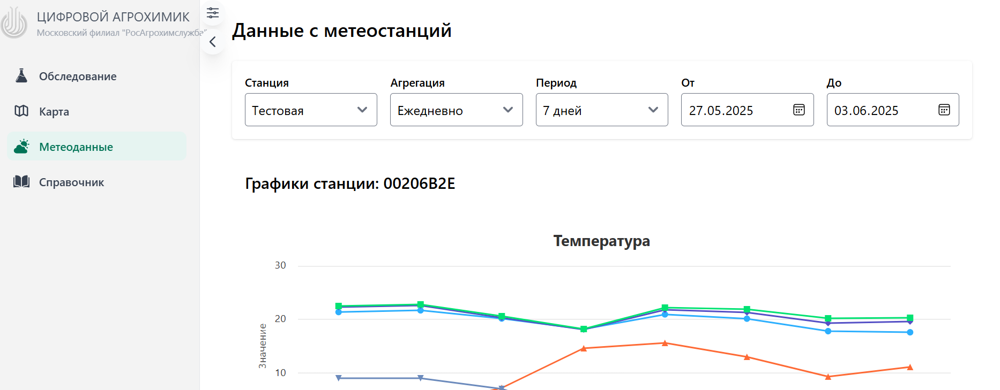 ЦИФРОВОЙ АГРОХИМИК
Московский филиал "РосАгрохимслужба"
Обследование
Карта
Метеоданные
Справочник
Данные с метеостанций
Станция Агрегация Период От До
Тестовая Ежедневно 7 дней 27.05.2025 03.06.2025
Графики станции: 00206B2E
Температура
30
20
10
Значение